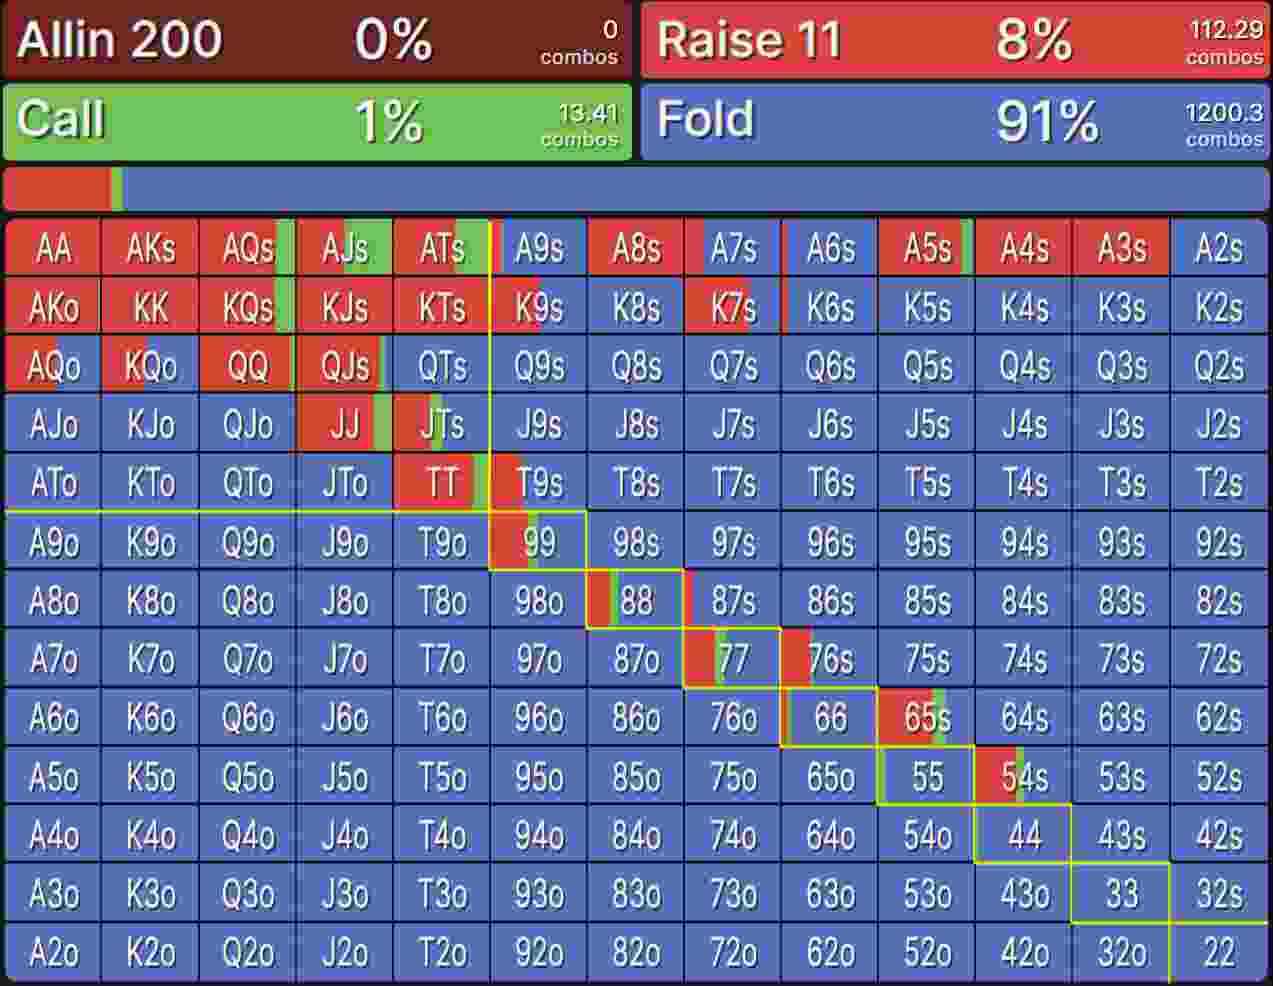 Allin 200 0% 0 combos Raise 11 8% 112.29 combos
Call 1% 13.41 combos Fold 91% 1200.3 combos
AA AKs AQs AJs ATs A9s A8s A7s A6s A5s A4s A3s A2s
AKo KK KQs KJs KTs K9s K8s K7s K6s K5s K4s K3s K2s
AQo KQo QQ QJs QTs Q9s Q8s Q7s Q6s Q5s Q4s Q3s Q2s
AJo KJo QJo JJ JTs J9s J8s J7s J6s J5s J4s J3s J2s
ATo KTo QTo JTo TT T9s T8s T7s T6s T5s T4s T3s T2s
A9o K9o Q9o J9o T9o 99 98s 97s 96s 95s 94s 93s 92s
A8o K8o Q8o J8o T8o 98o 88 87s 86s 85s 84s 83s 82s
A7o K7o Q7o J7o T7o 97o 87o 77 76s 75s 74s 73s 72s
A6o K6o Q6o J6o T6o 96o 86o 76o 66 65s 64s 63s 62s
A5o K5o Q5o J5o T5o 95o 85o 75o 65o 55 54s 53s 52s
A4o K4o Q4o J4o T4o 94o 84o 74o 64o 54o 44 43s 42s
A3o K3o Q3o J3o T3o 93o 83o 73o 63o 53o 43o 33 32s
A2o K2o Q2o J2o T2o 92o 82o 72o 62o 52o 42o 32o 22